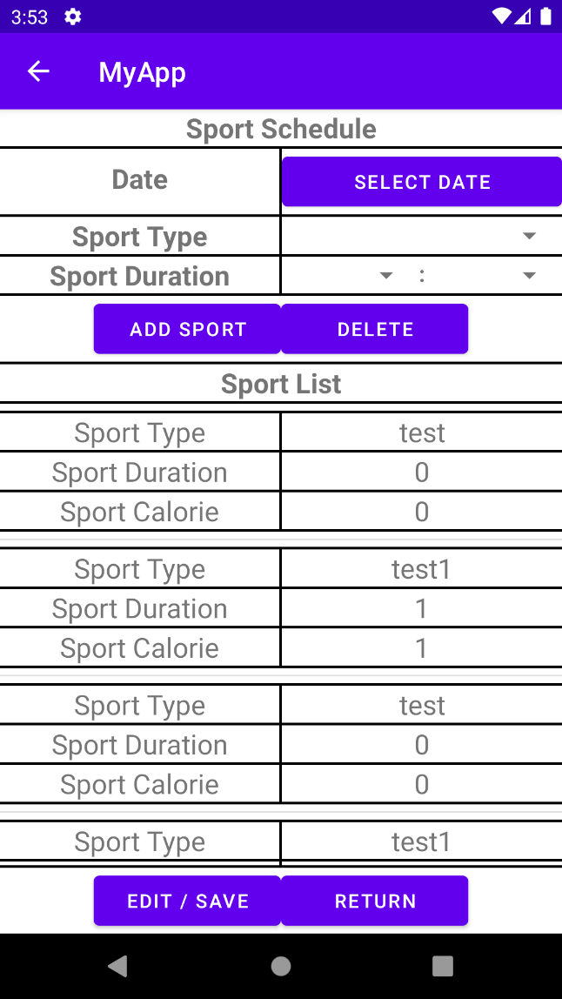 3:53
MyApp
Sport Schedule
Date SELECT DATE
Sport Type
Sport Duration :
ADD SPORT DELETE
Sport List
Sport Type test
Sport Duration 0
Sport Calorie 0
Sport Type test1
Sport Duration 1
Sport Calorie 1
Sport Type test
Sport Duration 0
Sport Calorie 0
Sport Type test1
EDIT / SAVE RETURN